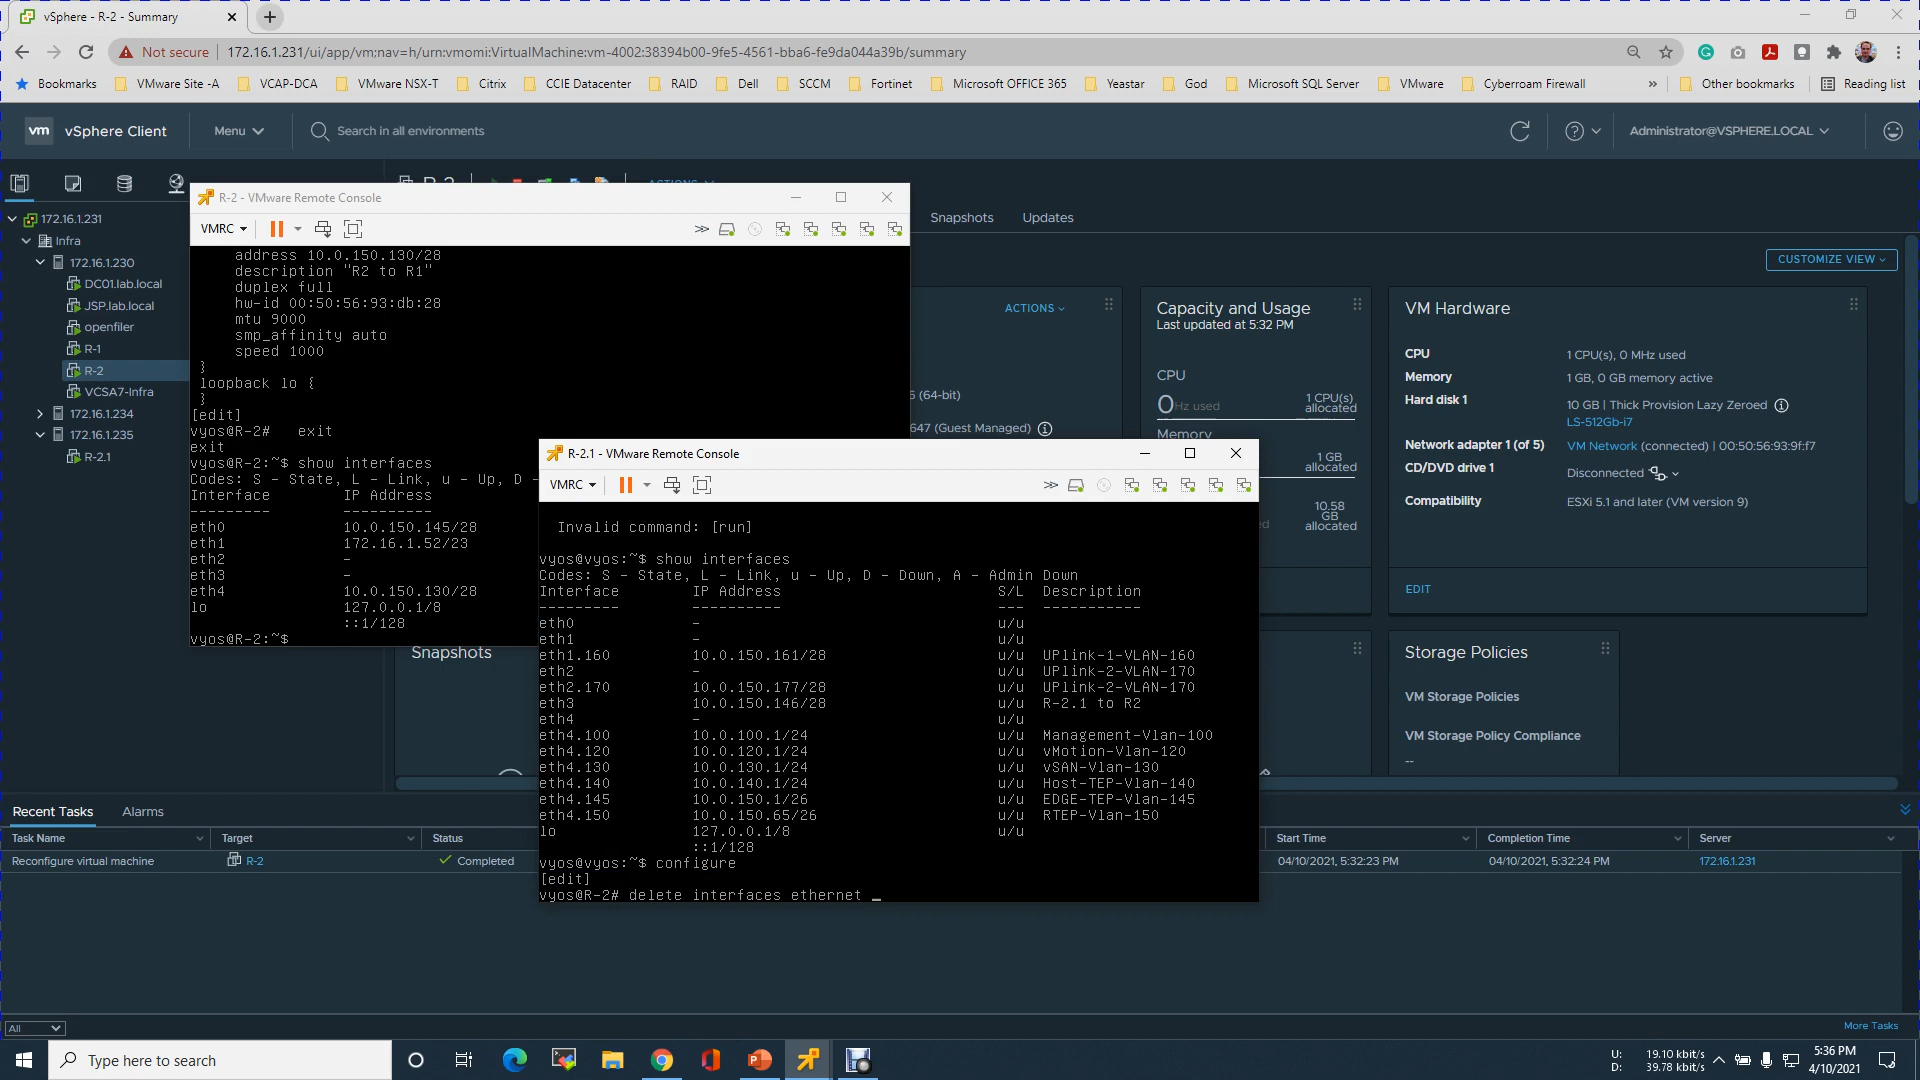 vSphere - R-2 - Summary
Not secure
172.16.1.231/ui/app/vm;nav=h/urn:vmomi:VirtualMachine:vm-4002:38394b00-9fe5-4561-bba6-fe9da044a39b/summary
Bookmarks VMware Site -A VCAP-DCA VMware NSX-T Citrix CCIE Datacenter RAID Dell SCCM Fortinet Microsoft OFFICE 365 Yeastar God Microsoft SQL Server VMware Cyberroam Firewall » Other bookmarks Reading list
vm vSphere Client Menu Search in all environments Administrator@VSPHERE.LOCAL
172.16.1.231
Infra
172.16.1.230
DC01.lab.local
JSP.lab.local
openfiler
R-1
R-2
VCSA7-Infra
172.16.1.234
172.16.1.235
R-2.1
Snapshots Updates
CUSTOMIZE VIEW
ACTIONS
R-2 - VMware Remote Console
VMRC
address 10.0.150.130/28
description "R2 to R1"
duplex full
hw-id 00:50:56:93:db:28
mtu 9000
smp_affinity auto
speed 1000
}
loopback lo {
}
[edit]
vyos@R-2# exit
exit
vyos@R-2:~$ show interfaces
Codes: S - State, L - Link, u - Up, D -
Interface IP Address
--------- ----------
eth0 10.0.150.145/28
eth1 172.16.1.52/23
eth2 -
eth3 -
eth4 10.0.150.130/28
lo 127.0.0.1/8
::1/128
vyos@R-2:~$
R-2.1 - VMware Remote Console
VMRC
Invalid command: [run]
vyos@vyos:~$ show interfaces
Codes: S - State, L - Link, u - Up, D - Down, A - Admin Down
Interface IP Address S/L Description
--------- ---------- --- -----------
eth0 - u/u
eth1 - u/u
eth1.160 10.0.150.161/28 u/u UPlink-1-VLAN-160
eth2 - u/u UPlink-2-VLAN-170
eth2.170 10.0.150.177/28 u/u UPlink-2-VLAN-170
eth3 10.0.150.146/28 u/u R-2.1 to R2
eth4 - u/u
eth4.100 10.0.100.1/24 u/u Management-Vlan-100
eth4.120 10.0.120.1/24 u/u vMotion-Vlan-120
eth4.130 10.0.130.1/24 u/u vSAN-Vlan-130
eth4.140 10.0.140.1/24 u/u Host-TEP-Vlan-140
eth4.145 10.0.150.1/26 u/u EDGE-TEP-Vlan-145
eth4.150 10.0.150.65/26 u/u RTEP-Vlan-150
lo 127.0.0.1/8 u/u
::1/128
vyos@vyos:~$ configure
[edit]
vyos@R-2# delete interfaces ethernet _
(64-bit)
647 (Guest Managed)
Capacity and Usage
Last updated at 5:32 PM
CPU
0 Hz used
1 CPU(s)
allocated
Memory
1 GB
allocated
10.58
GB
allocated
VM Hardware
CPU 1 CPU(s), 0 MHz used
Memory 1 GB, 0 GB memory active
Hard disk 1 10 GB | Thick Provision Lazy Zeroed
LS-512Gb-i7
Network adapter 1 (of 5) VM Network (connected) | 00:50:56:93:9f:f7
CD/DVD drive 1 Disconnected
Compatibility ESXi 5.1 and later (VM version 9)
EDIT
Snapshots
Storage Policies
VM Storage Policies
VM Storage Policy Compliance
--
Recent Tasks Alarms
Task Name Target Status Start Time Completion Time Server
Reconfigure virtual machine R-2 Completed 04/10/2021, 5:32:23 PM 04/10/2021, 5:32:24 PM 172.16.1.231
All
More Tasks
Type here to search
U: 19.10 kbit/s
D: 39.78 kbit/s
5:36 PM
4/10/2021